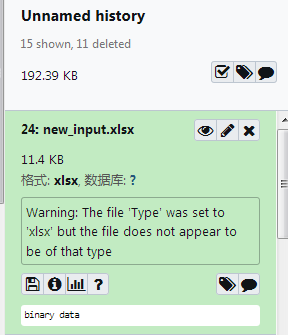 Unnamed history
15 shown, 11 deleted
192.39 KB
24: new_input.xlsx
11.4 KB
格式: xlsx, 数据库: ?
Warning: The file 'Type' was set to
'xlsx' but the file does not appear to
be of that type
binary data